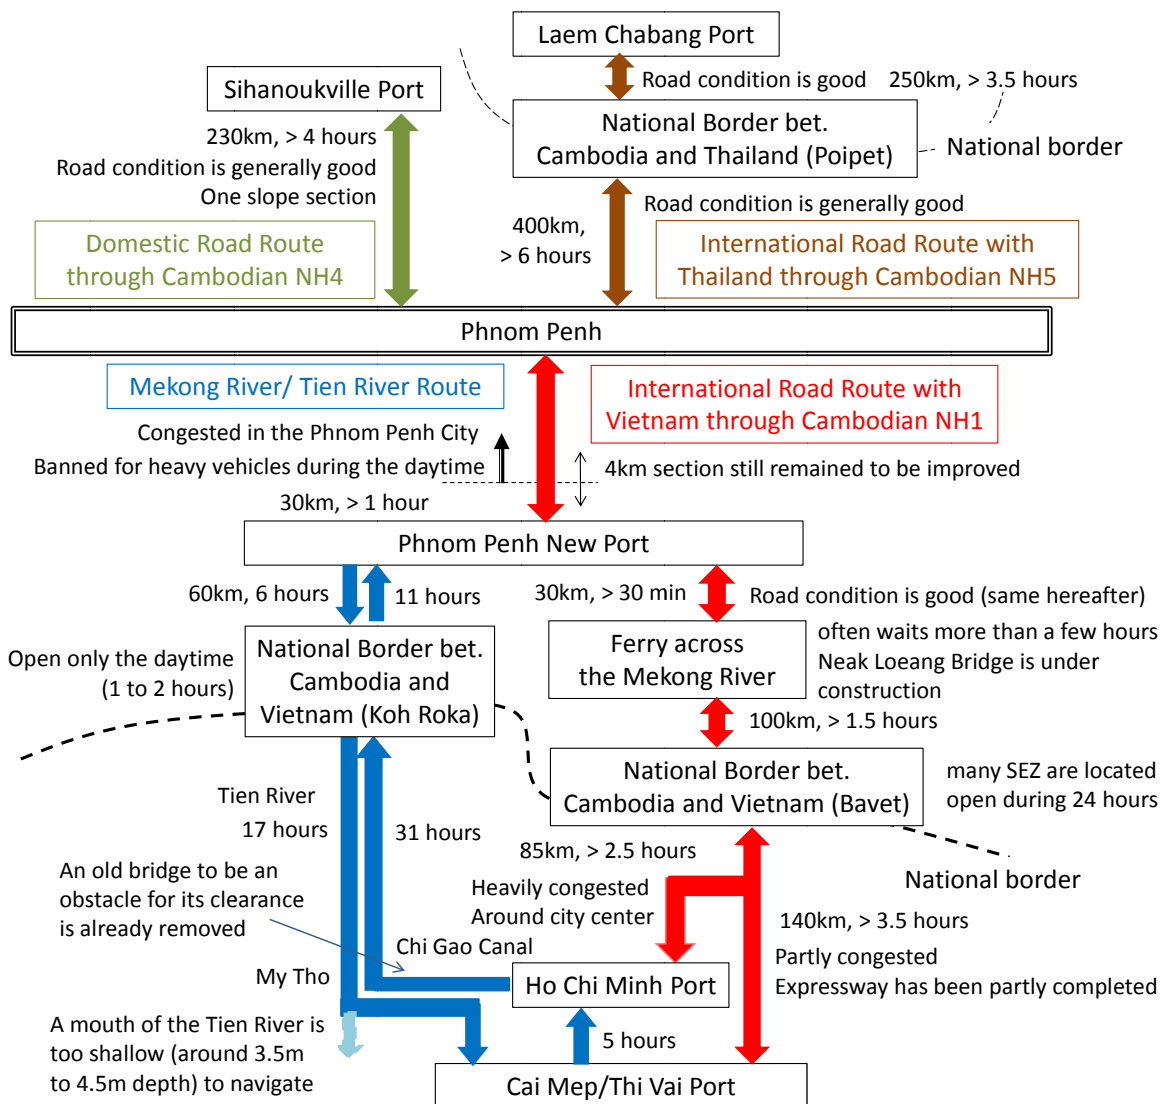 Laem Chabang Port
Sihanoukville Port
Road condition is good
250km, > 3.5 hours
National Border bet.
Cambodia and Thailand (Poipet)
National border
230km, > 4 hours
Road condition is generally good
One slope section
Road condition is generally good
400km,
> 6 hours
Domestic Road Route
through Cambodian NH4
International Road Route with
Thailand through Cambodian NH5
Phnom Penh
Mekong River/ Tien River Route
International Road Route with
Vietnam through Cambodian NH1
Congested in the Phnom Penh City
Banned for heavy vehicles during the daytime
4km section still remained to be improved
30km, > 1 hour
Phnom Penh New Port
60km, 6 hours
11 hours
30km, > 30 min
Road condition is good (same hereafter)
Open only the daytime
(1 to 2 hours)
National Border bet.
Cambodia and
Vietnam (Koh Roka)
Ferry across
the Mekong River
often waits more than a few hours
Neak Loeang Bridge is under
construction
100km, > 1.5 hours
National Border bet.
Cambodia and Vietnam (Bavet)
many SEZ are located
open during 24 hours
Tien River
17 hours
31 hours
85km, > 2.5 hours
National border
An old bridge to be an
obstacle for its clearance
is already removed
Heavily congested
Around city center
140km, > 3.5 hours
Partly congested
Expressway has been partly completed
Chi Gao Canal
My Tho
Ho Chi Minh Port
A mouth of the Tien River is
too shallow (around 3.5m
to 4.5m depth) to navigate
5 hours
Cai Mep/Thi Vai Port